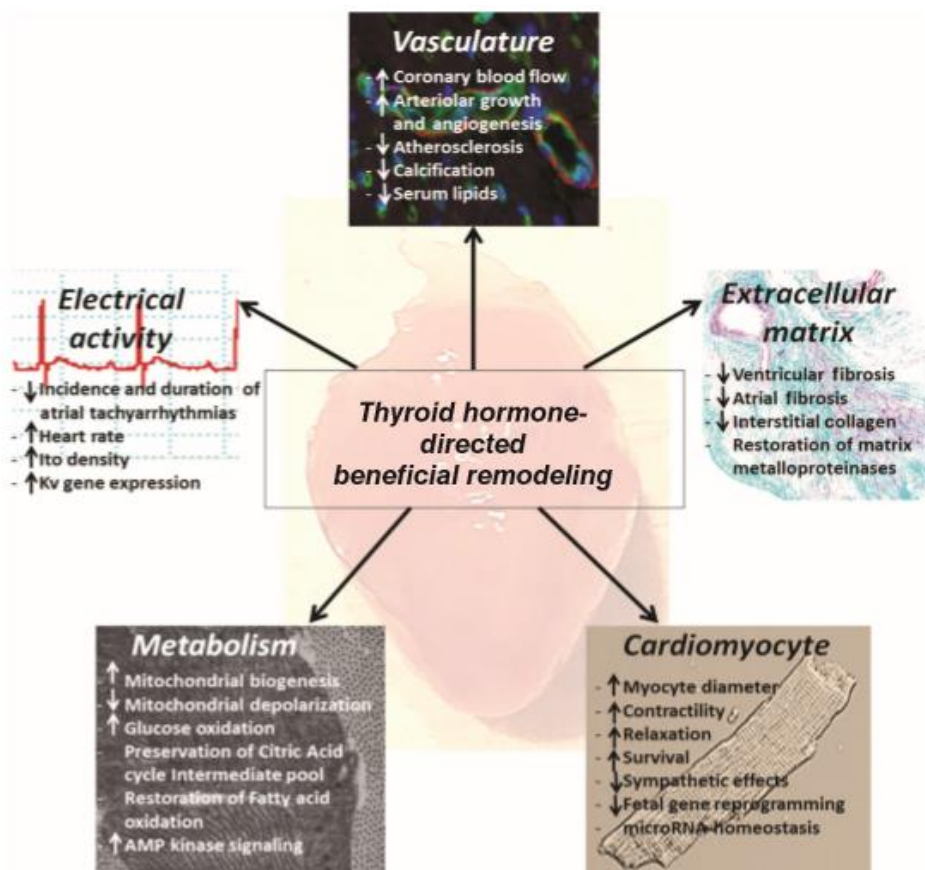 Vasculature
- ↑ Coronary blood flow
- ↑ Arteriolar growth
and angiogenesis
- ↓ Atherosclerosis
- ↓ Calcification
- ↓ Serum lipids
Electrical
activity
- ↓ Incidence and duration of
atrial tachyarrhythmias
- ↑ Heart rate
- ↑ Ito density
- ↑ Kv gene expression
Extracellular
matrix
- ↓ Ventricular fibrosis
- ↓ Atrial fibrosis
- ↓ Interstitial collagen
- Restoration of matrix
metalloproteinases
Thyroid hormone-
directed
beneficial remodeling
Metabolism
- ↑ Mitochondrial biogenesis
- ↓ Mitochondrial depolarization
- ↑ Glucose oxidation
Preservation of Citric Acid
cycle Intermediate pool
Restoration of Fatty acid
oxidation
- ↑ AMP kinase signaling
Cardiomyocyte
- ↑ Myocyte diameter
- ↑ Contractility
- ↑ Relaxation
- ↑ Survival
- ↓ Sympathetic effects
- ↓ Fetal gene reprogramming
- microRNA homeostasis